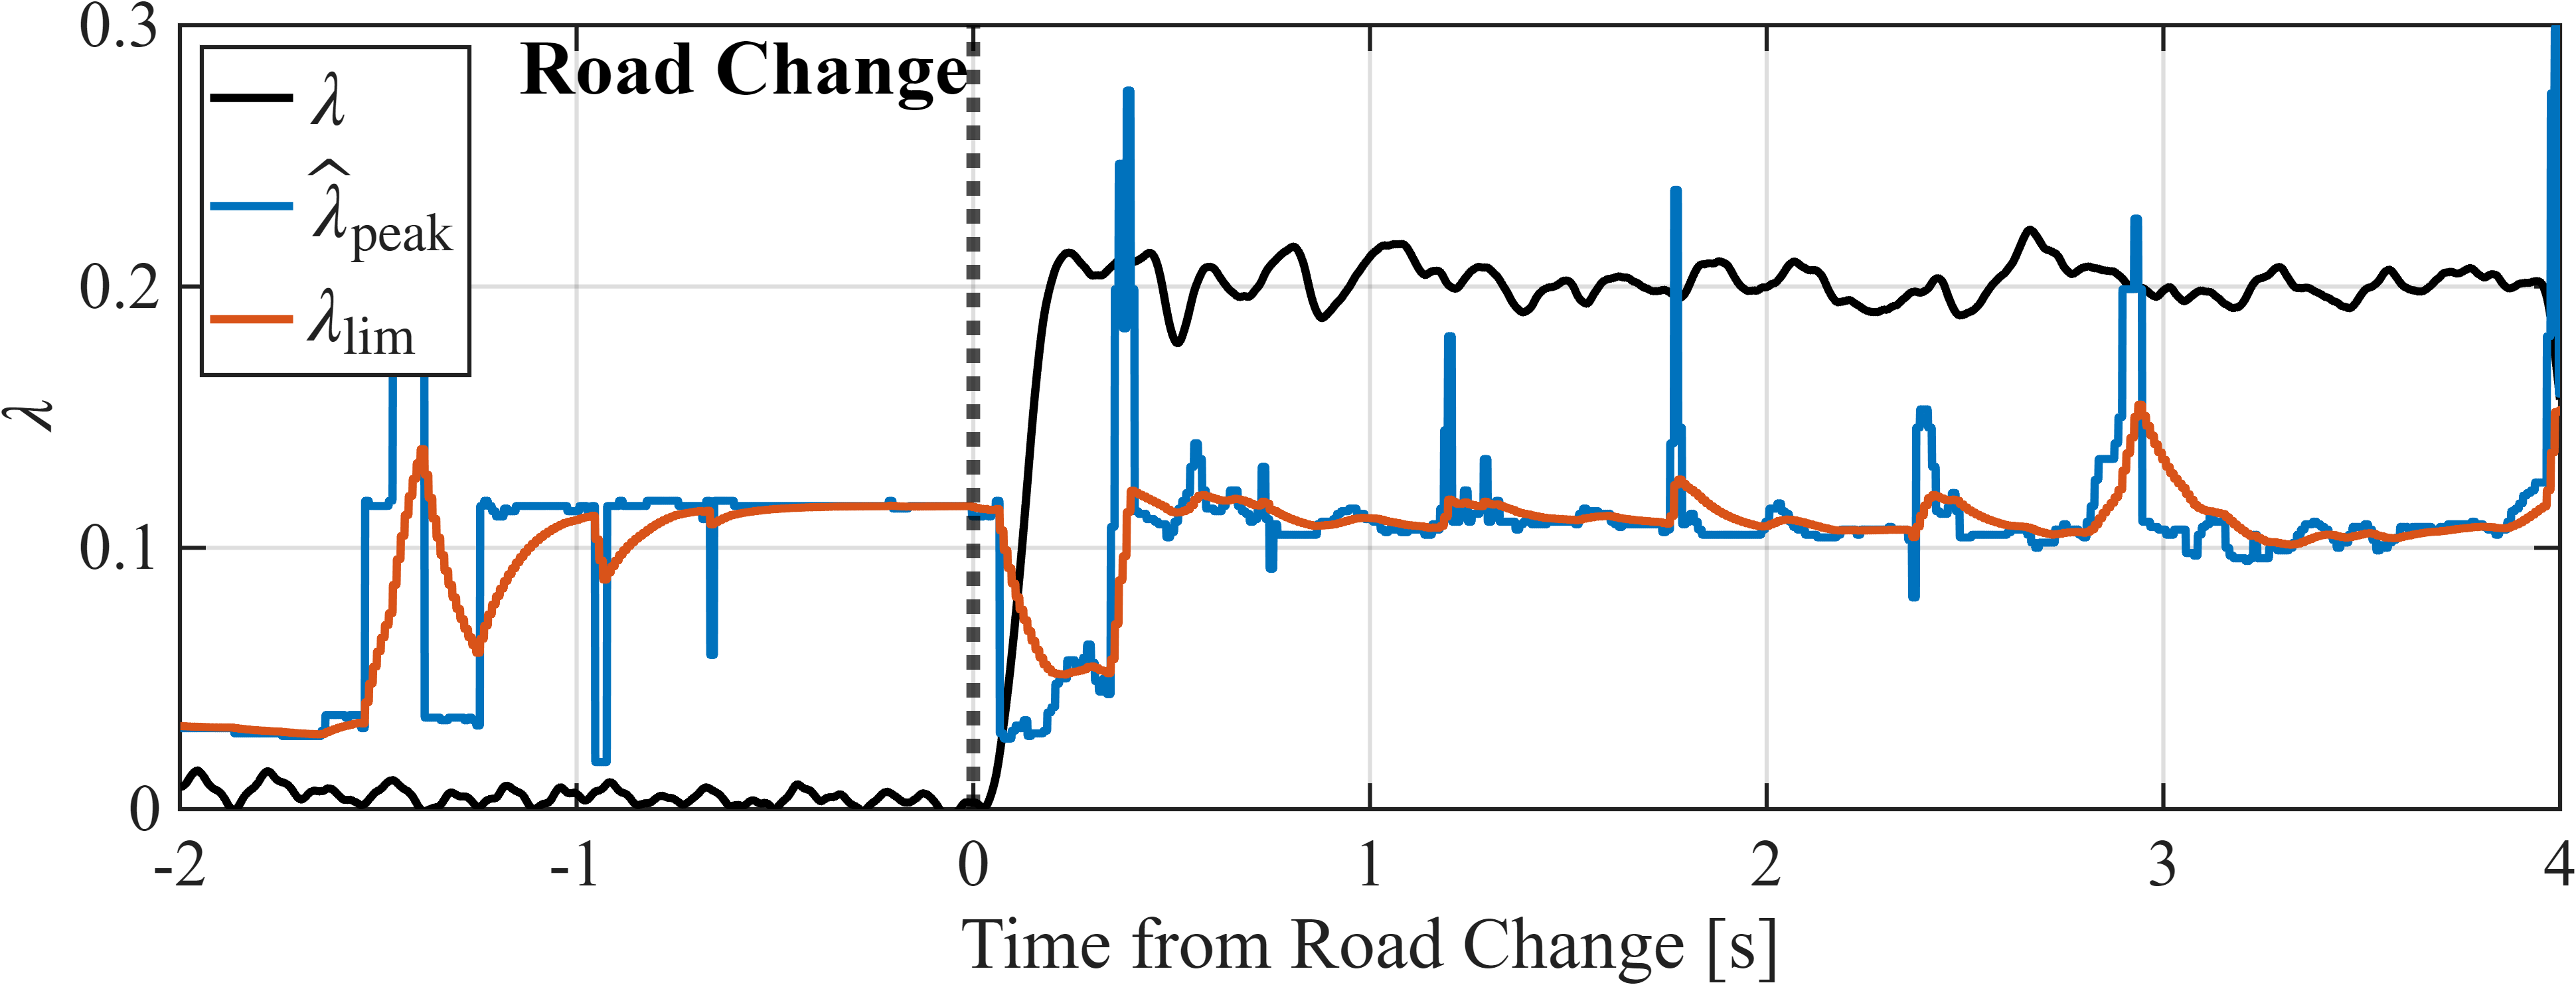 0.3
0.2
0.1
0
λ
Road Change
λ
λ̂peak
λlim
-2 -1 0 1 2 3 4
Time from Road Change [s]